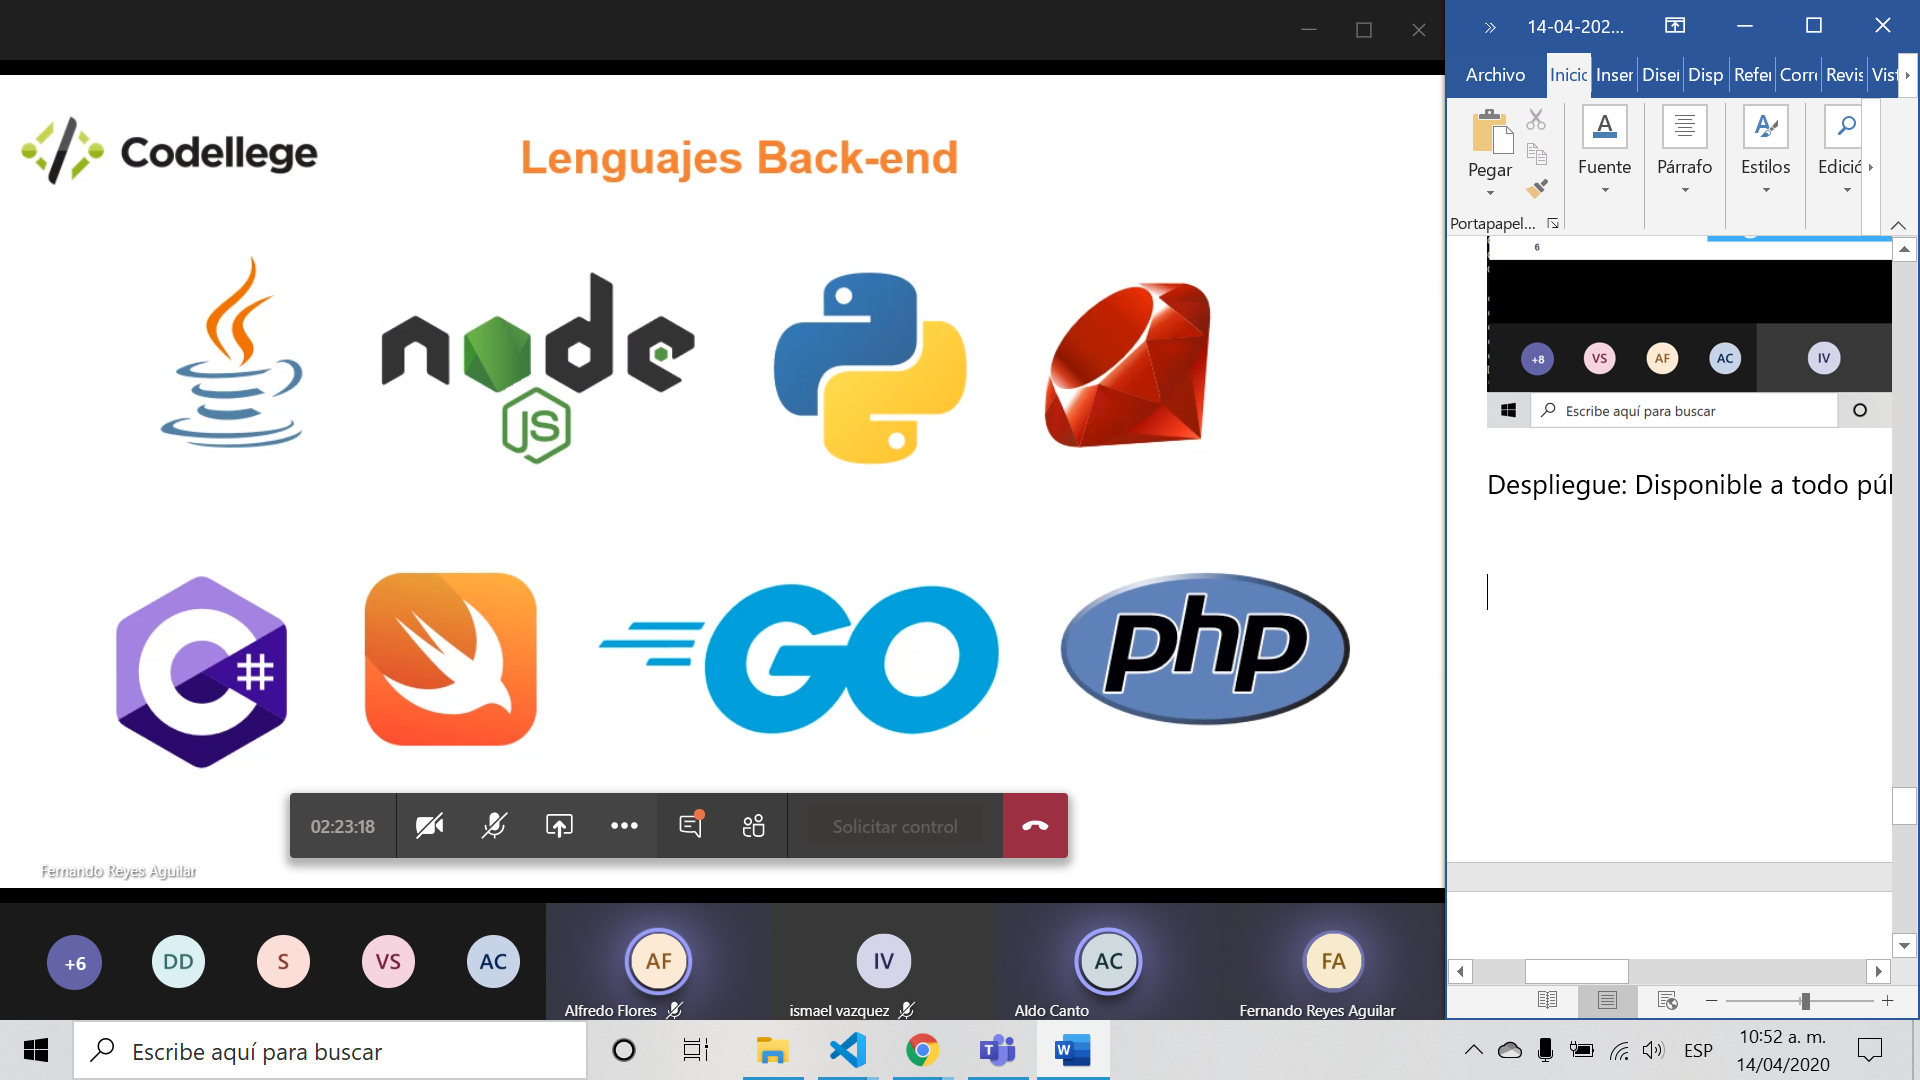 Codellege
Lenguajes Back-end
node
JS
C#
GO
php
02:23:18
Solicitar control
Fernando Reyes Aguilar
+6
DD
S
VS
AC
AF
Alfredo Flores
IV
ismael vazquez
AC
Aldo Canto
FA
Fernando Reyes Aguilar
14-04-202...
Archivo
Inicio
Inser
Disei
Disp
Refer
Corre
Revis
Vist
Pegar
Fuente
Párrafo
Estilos
Edició
Portapapel...
6
+8
VS
AF
AC
IV
Escribe aquí para buscar
Despliegue: Disponible a todo púl
Escribe aquí para buscar
ESP
10:52 a. m.
14/04/2020